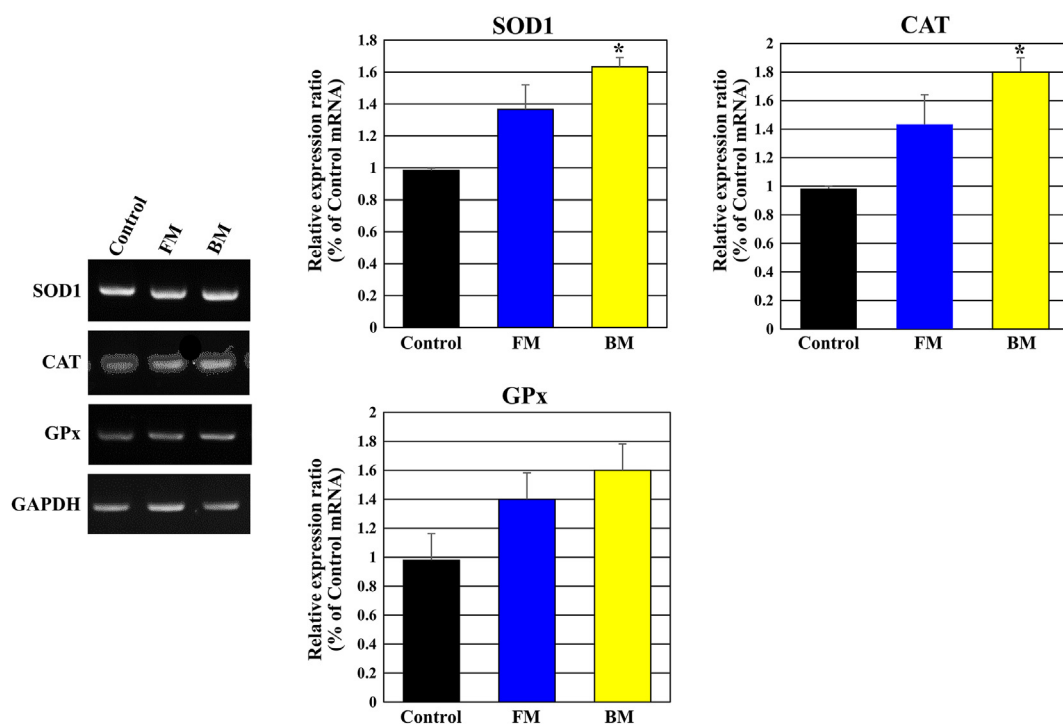 Control
FM
BM
SOD1
CAT
GPx
GAPDH
SOD1
Relative expression ratio
(% of Control mRNA)
1.8
1.6
1.4
1.2
1
0.8
0.6
0.4
0.2
0
*
Control FM BM
CAT
Relative expression ratio
(% of Control mRNA)
2
1.8
1.6
1.4
1.2
1
0.8
0.6
0.4
0.2
0
*
Control FM BM
GPx
Relative expression ratio
(% of Control mRNA)
2
1.8
1.6
1.4
1.2
1
0.8
0.6
0.4
0.2
0
Control FM BM